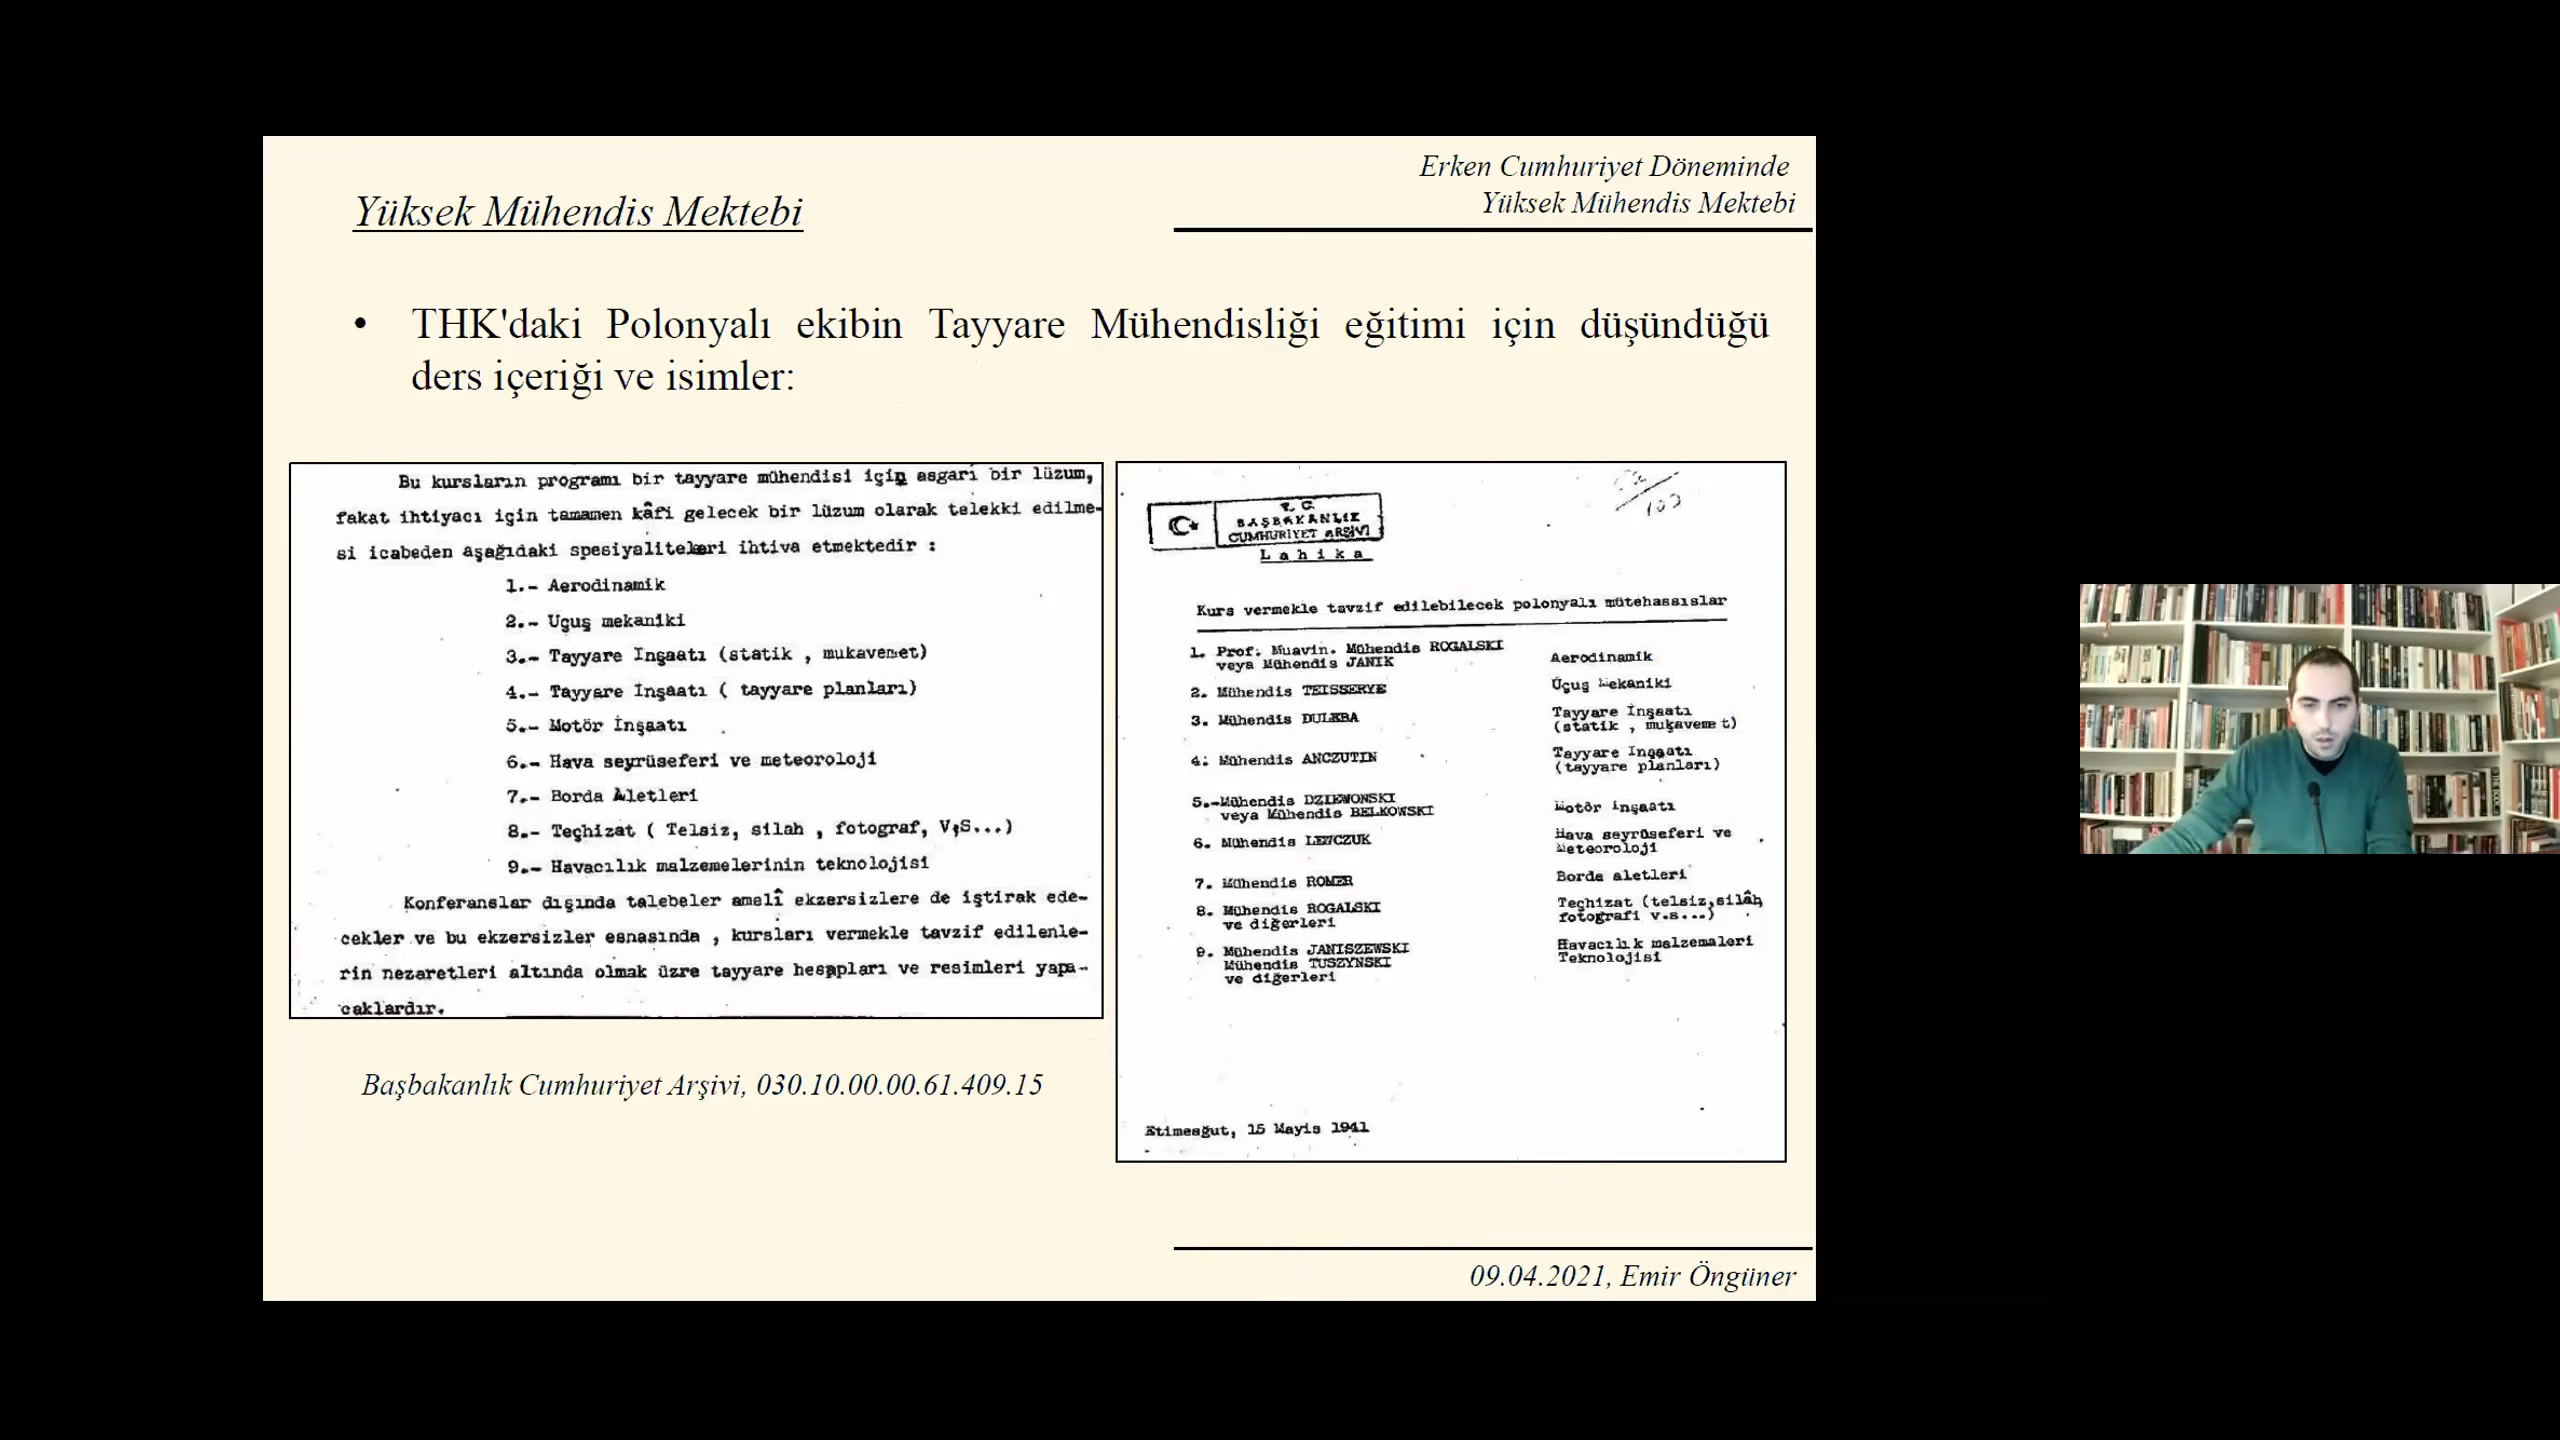 Erken Cumhuriyet Döneminde
Yüksek Mühendis Mektebi
Yüksek Mühendis Mektebi
• THK'daki Polonyalı ekibin Tayyare Mühendisliği eğitimi için düşündüğü
ders içeriği ve isimler:
Bu kursların programı bir tayyare mühendisi için asgari bir lüzum,
fakat ihtiyacı için tamamen kâfi gelecek bir lüzum olarak telekki edilme-
si icabeden aşağıdaki spesiyaliteleri ihtiva etmektedir :
1.- Aerodinamik
2.- Uçuş mekaniki
3.- Tayyare İnşaatı (statik , mukavemet)
4.- Tayyare İnşaatı ( tayyare planları)
5.- Motör İnşaatı
6.- Hava seyrüseferi ve meteoroloji
7.- Borda Aletleri
8.- Teçhizat ( Telsiz, silah , fotograf, V,S...)
9.- Havacılık malzemelerinin teknolojisi
Konferanslar dışında talebeler amelî ekzersizlere de iştirak ede-
cekler ve bu ekzersizler esnasında , kursları vermekle tavzif edilenle-
rin nezaretleri altında olmak üzre tayyare hesapları ve resimleri yapa-
caklardır.
Başbakanlık Cumhuriyet Arşivi, 030.10.00.00.61.409.15
T. C.
BAŞBAKANLIK
CUMHURİYET ARŞİVİ
Lahika
Kurs vermekle tavzif edilebilecek polonyalı mütehassıslar
1. Prof. Muavin. Mühendis ROGALSKI
veya Mühendis JANIK
Aerodinamik
2. Mühendis TEISSERYE
Uçuş Mekaniki
3. Mühendis DULEBA
Tayyare İnşaatı
(statik , mukavemet)
4. Mühendis ANCZUTIN
Tayyare İnşaatı
(tayyare planları)
5.-Mühendis DZIEWONSKI
veya Mühendis BELKOWSKI
Motör inşaatı
6. Mühendis LEWCZUK
Hava seyrüseferi ve
Meteoroloji
7. Mühendis ROMER
Borda aletleri
8. Mühendis ROGALSKI
ve diğerleri
Teçhizat (telsiz,silâh,
fotografi v.s...)
9. Mühendis JANISZEWSKI
Mühendis TUSZYNSKI
ve diğerleri
Havacılık malzemaleri
Teknolojisi
Etimesğut, 15 Mayis 1941
09.04.2021, Emir Öngüner